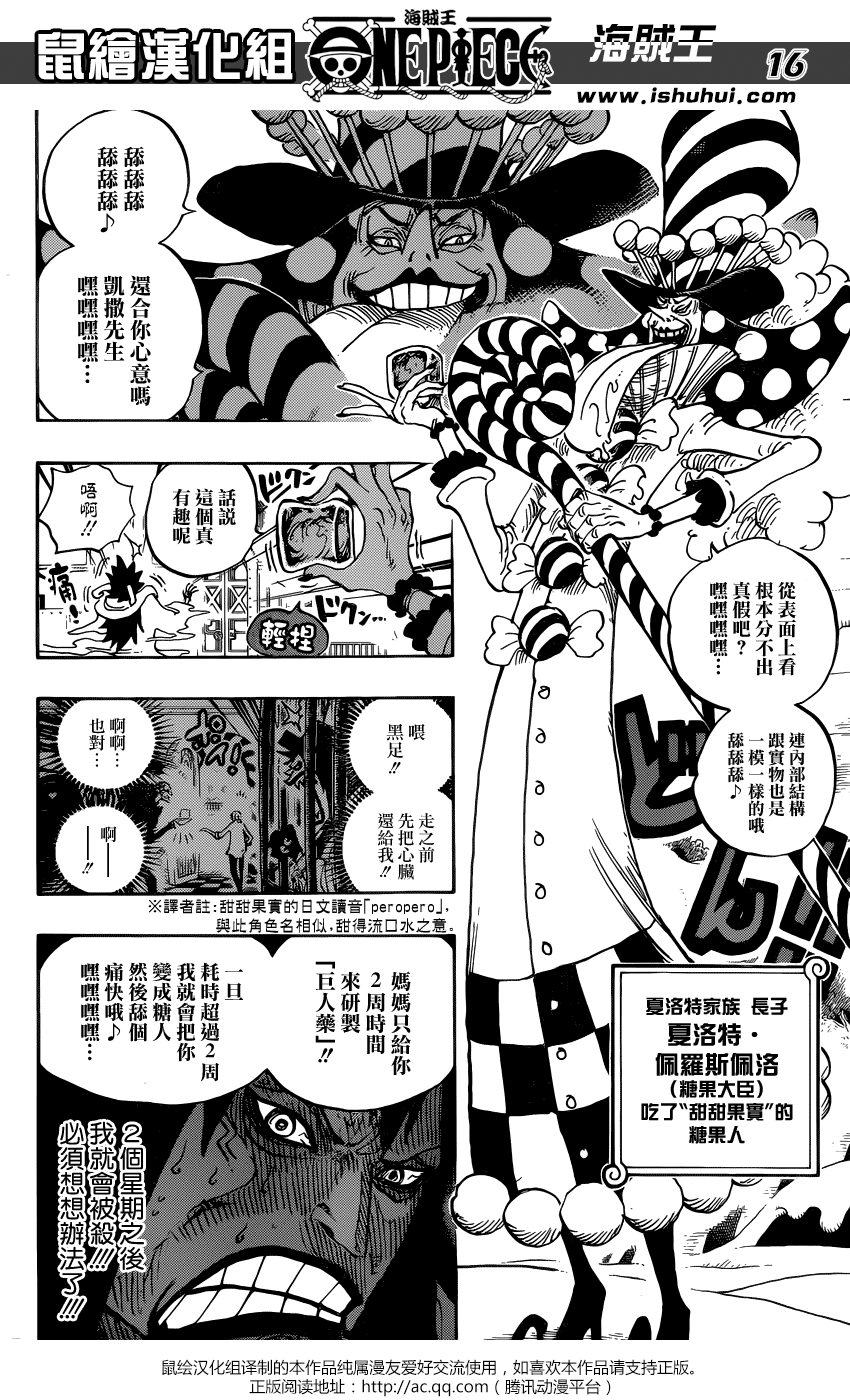 鼠繪漢化組
海賊王
ONE PIECE
海賊王
16
www.ishuhui.com
舔舔舔
舔舔舔♪
還合你心意嗎
凱撒先生
嘿嘿嘿嘿…
從表面上看
根本分不出
真假吧？
嘿嘿嘿嘿…
連內部結構
跟實物也是
一模一樣的哦
舔舔舔♪
話說
這個真
有趣呢
ドクン
唔啊!!
痛!
輕捏
ドクン…
喂
黑足!!
走之前
先把心臟
還給我!!
啊啊…
也對…
啊——
——!!
※譯者註:甜甜果實的日文讀音「peropero」,
與此角色名相似,甜得流口水之意。
夏洛特家族 長子
夏洛特・
佩羅斯佩洛
（糖果大臣）
吃了“甜甜果實”的
糖果人
媽媽只給你
2周時間
來研製
「巨人藥」!!
一旦
耗時超過2周
我就會把你
變成糖人
然後舔個
痛快哦♪
嘿嘿嘿嘿…
2個星期之後
我就會被殺!!!
必須想想辦法了!!!
鼠绘汉化组译制的本作品纯属漫友爱好交流使用，如喜欢本作品请支持正版。
正版阅读地址：http://ac.qq.com（腾讯动漫平台）